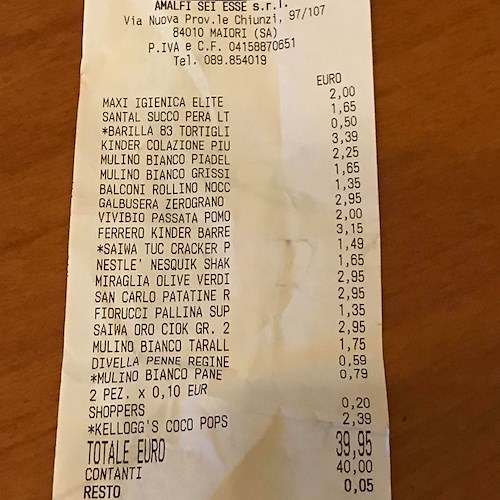 AMALFI SEI ESSE s.r.l.
Via Nuova Prov.le Chiunzi, 97/107
84010 MAIORI (SA)
P.IVA e C.F. 04158870651
Tel. 089.854019
EURO
MAXI IGIENICA ELITE 2,00
SANTAL SUCCO PERA LT 1,65
*BARILLA 83 TORTIGLI 0,50
KINDER COLAZIONE PIU 3,39
MULINO BIANCO PIADEL 2,25
MULINO BIANCO GRISSI 1,65
BALCONI ROLLINO NOCC 1,35
GALBUSERA ZEROGRANO 2,95
VIVIBIO PASSATA POMO 2,00
FERRERO KINDER BARRE 3,15
*SAIWA TUC CRACKER P 1,49
NESTLE' NESQUIK SHAK 1,65
MIRAGLIA OLIVE VERDI 2,95
SAN CARLO PATATINE R 2,95
FIORUCCI PALLINA SUP 1,35
SAIWA ORO CIOK GR. 2 2,95
MULINO BIANCO TARALL 1,75
DIVELLA PENNE REGINE 0,59
*MULINO BIANCO PANE 0,79
2 PEZ. x 0,10 EUR
SHOPPERS 0,20
*KELLOGG'S COCO POPS 2,39
TOTALE EURO 39,95
CONTANTI 40,00
RESTO 0,05